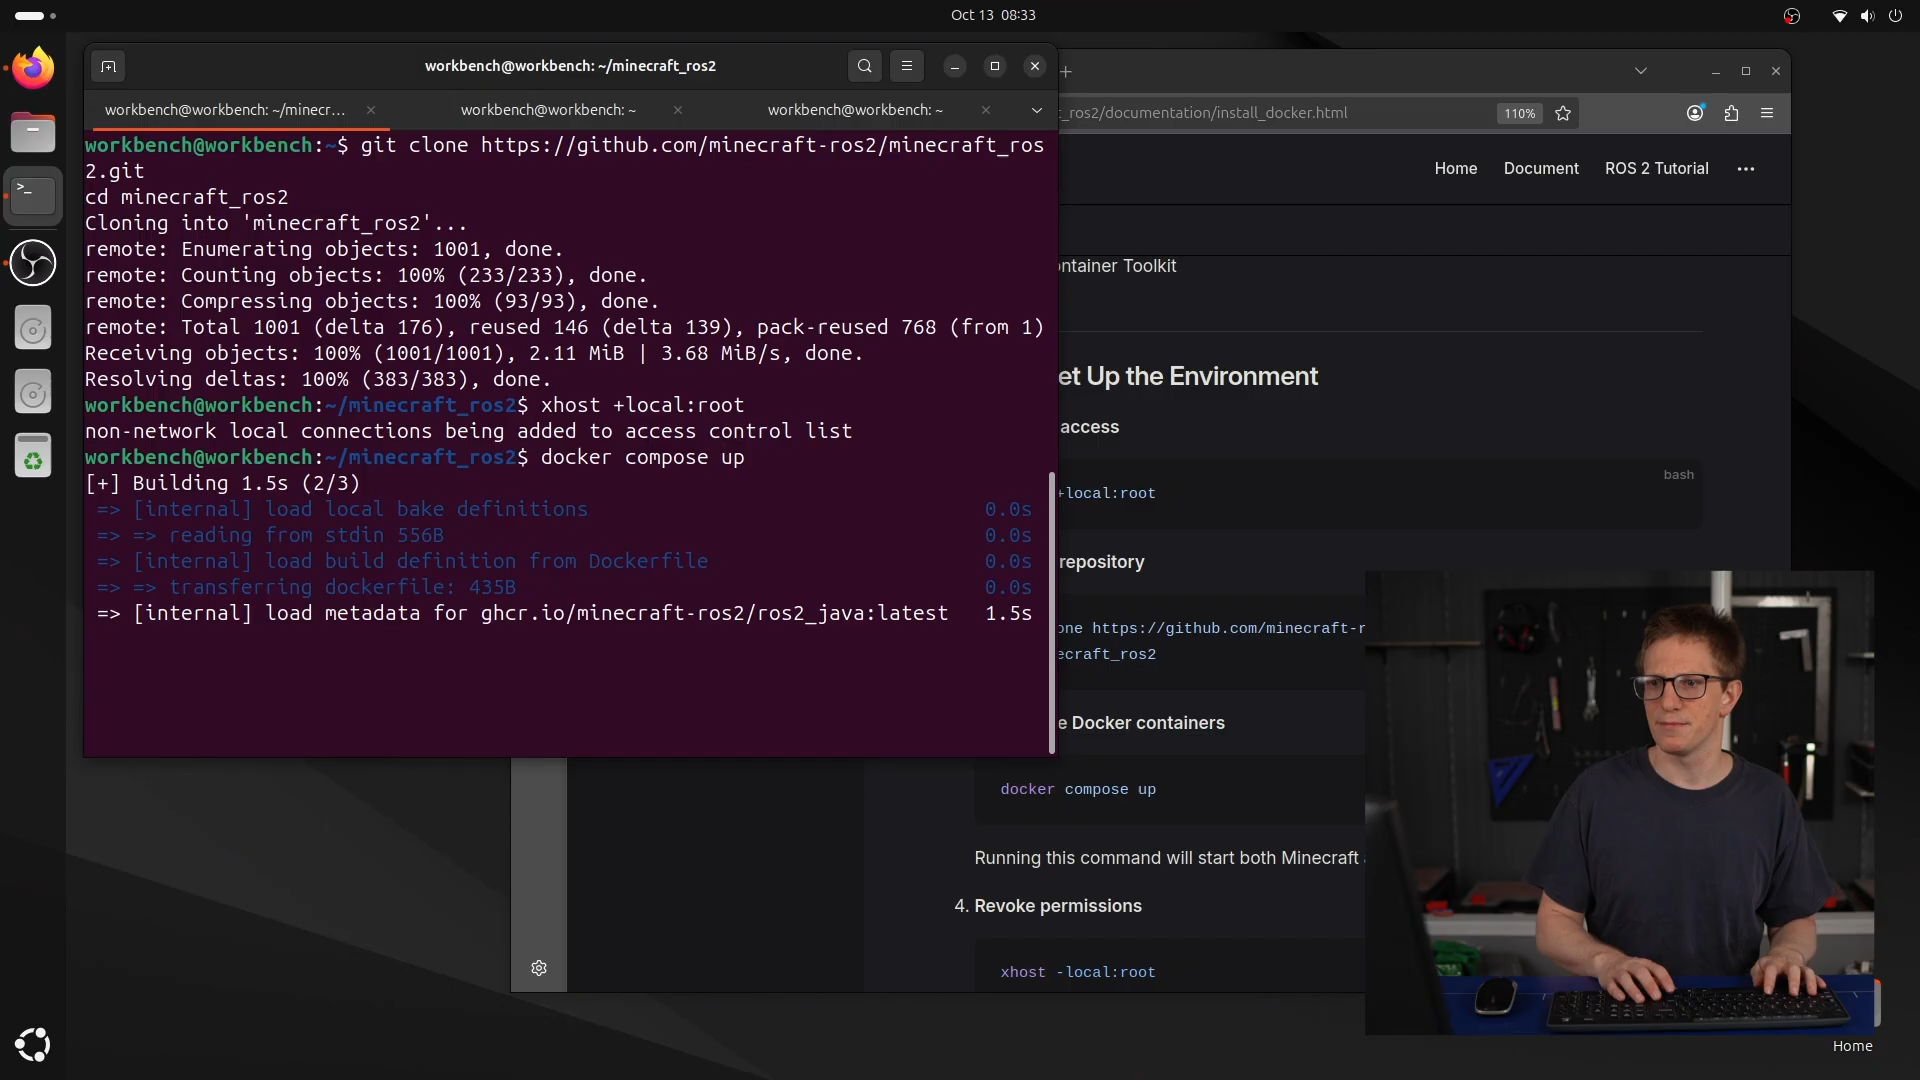 Oct 13 08:33
workbench@workbench: ~/minecraft_ros2
workbench@workbench: ~/minecr...
workbench@workbench: ~
workbench@workbench: ~
workbench@workbench:~$ git clone https://github.com/minecraft-ros2/minecraft_ros
2.git
cd minecraft_ros2
Cloning into 'minecraft_ros2'...
remote: Enumerating objects: 1001, done.
remote: Counting objects: 100% (233/233), done.
remote: Compressing objects: 100% (93/93), done.
remote: Total 1001 (delta 176), reused 146 (delta 139), pack-reused 768 (from 1)
Receiving objects: 100% (1001/1001), 2.11 MiB | 3.68 MiB/s, done.
Resolving deltas: 100% (383/383), done.
workbench@workbench:~/minecraft_ros2$ xhost +local:root
non-network local connections being added to access control list
workbench@workbench:~/minecraft_ros2$ docker compose up
[+] Building 1.5s (2/3)
=> [internal] load local bake definitions 0.0s
=> => reading from stdin 556B 0.0s
=> [internal] load build definition from Dockerfile 0.0s
=> => transferring dockerfile: 435B 0.0s
=> [internal] load metadata for ghcr.io/minecraft-ros2/ros2_java:latest 1.5s
_ros2/documentation/install_docker.html
110%
Home
Document
ROS 2 Tutorial
ontainer Toolkit
et Up the Environment
access
bash
+local:root
repository
one https://github.com/minecraft-r
ecraft_ros2
e Docker containers
docker compose up
Running this command will start both Minecraft
4. Revoke permissions
xhost -local:root
Home